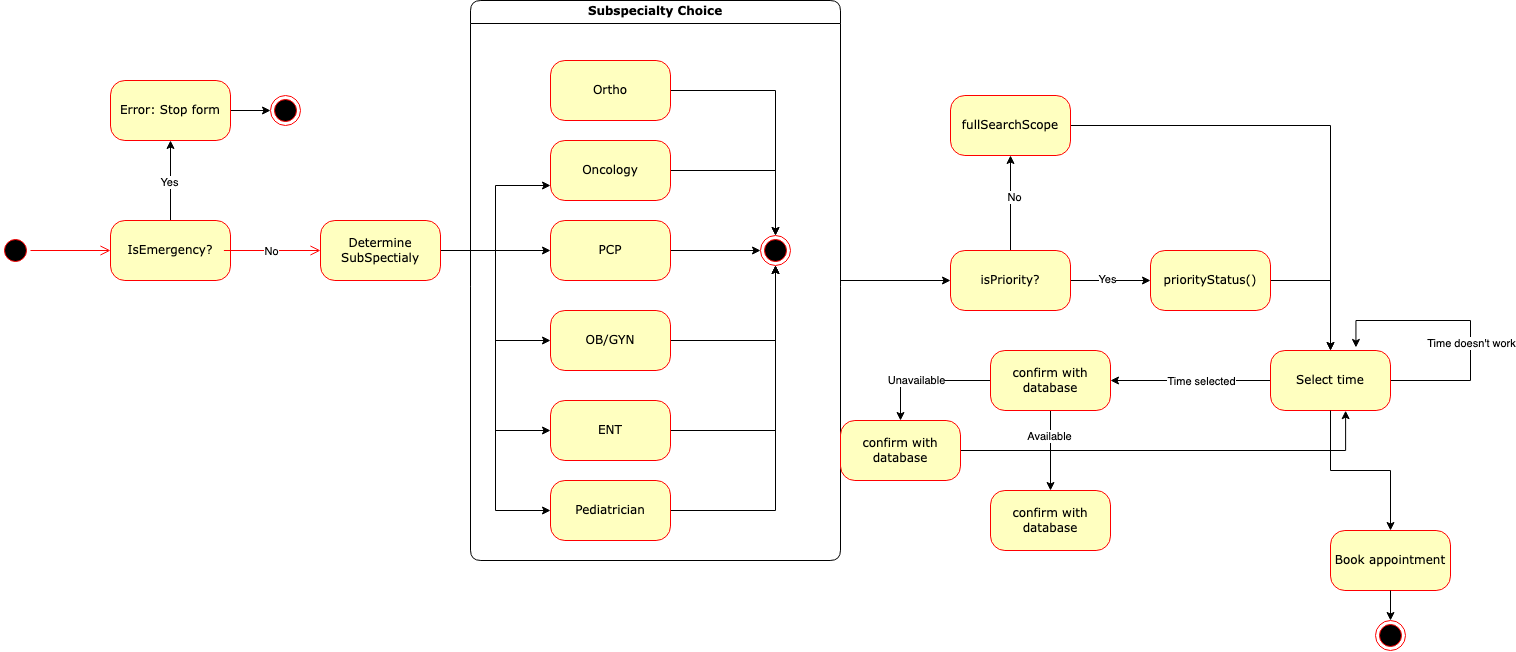 Subspecialty Choice
Error: Stop form
Yes
IsEmergency?
No
Determine
SubSpectialy
Ortho
Oncology
PCP
OB/GYN
ENT
Pediatrician
fullSearchScope
No
isPriority?
Yes
priorityStatus()
Time doesn't work
Select time
Time selected
confirm with
database
Unavailable
confirm with
database
Available
confirm with
database
Book appointment